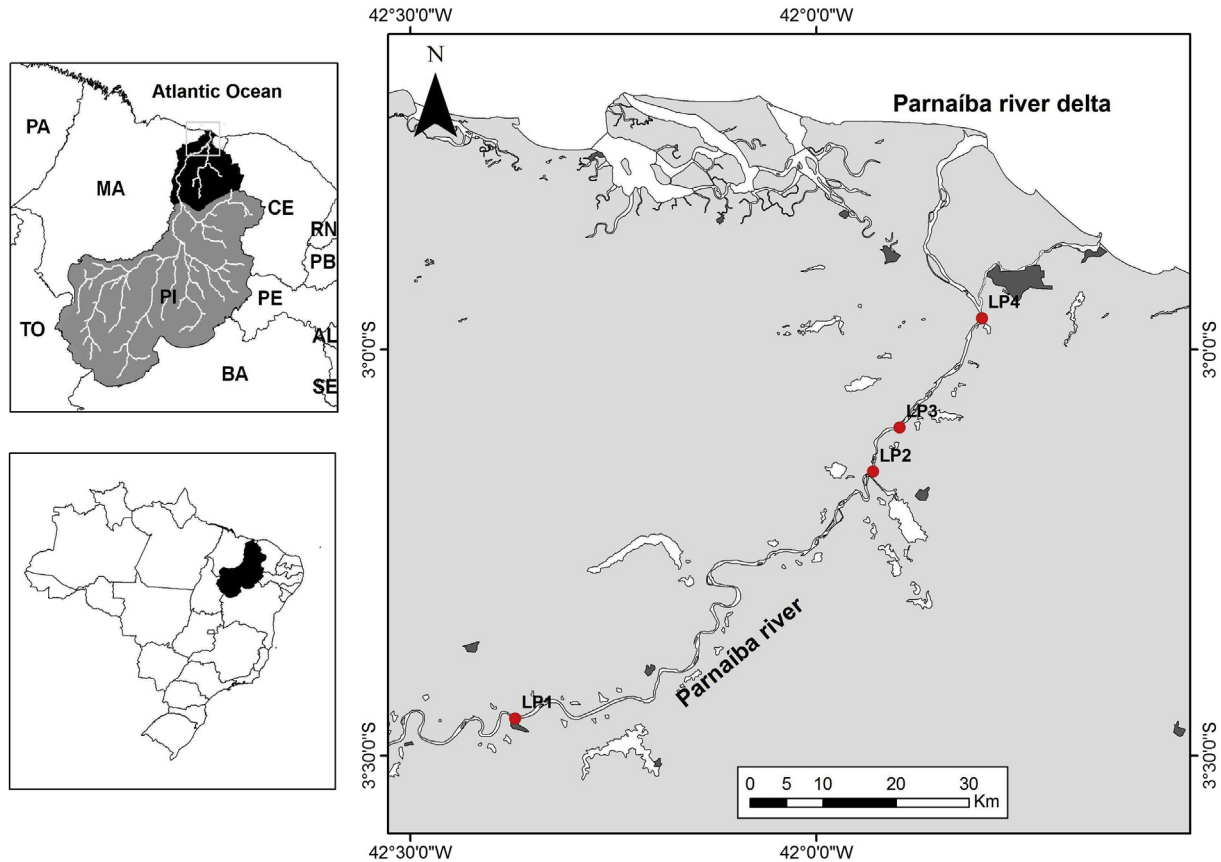 42°30'0"W
42°0'0"W
Atlantic Ocean
PA
MA
CE
RN
PB
PI
PE
TO
AL
BA
SE
N
Parnaíba river delta
LP4
3°0'0"S
3°0'0"S
LP3
LP2
Parnaíba river
LP1
3°30'0"S
3°30'0"S
0 5 10 20 30
Km
42°30'0"W
42°0'0"W